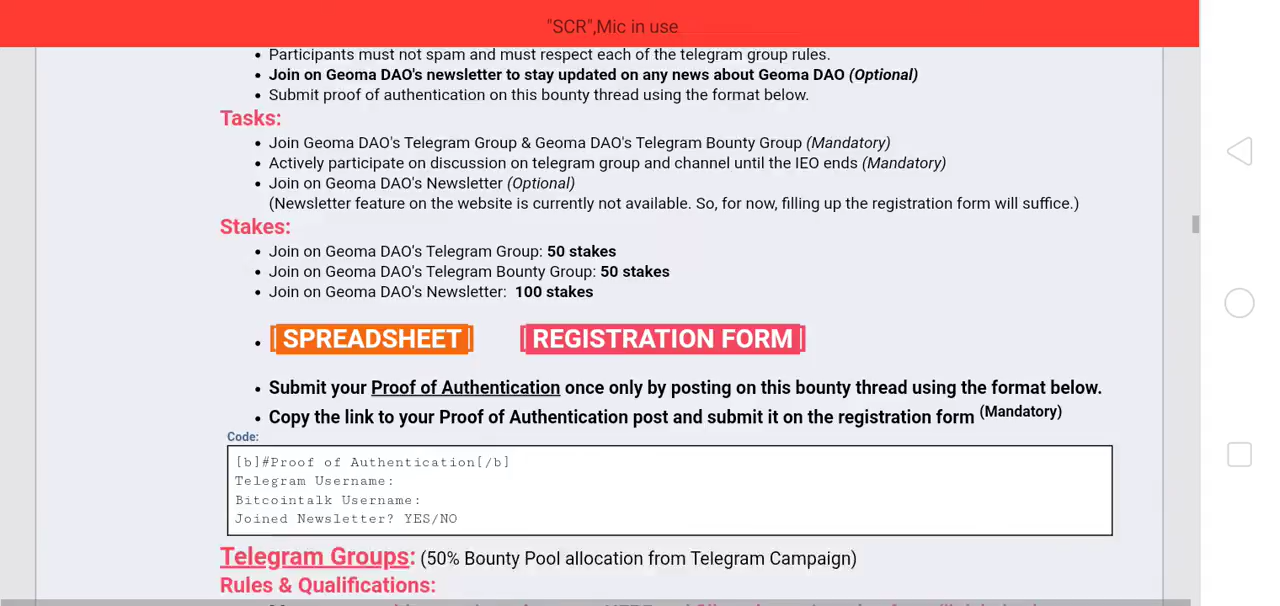 "SCR",Mic in use
Participants must not spam and must respect each of the telegram group rules.
Join on Geoma DAO's newsletter to stay updated on any news about Geoma DAO (Optional)
Submit proof of authentication on this bounty thread using the format below.
Tasks:
Join Geoma DAO's Telegram Group & Geoma DAO's Telegram Bounty Group (Mandatory)
Actively participate on discussion on telegram group and channel until the IEO ends (Mandatory)
Join on Geoma DAO's Newsletter (Optional)
(Newsletter feature on the website is currently not available. So, for now, filling up the registration form will suffice.)
Stakes:
Join on Geoma DAO's Telegram Group: 50 stakes
Join on Geoma DAO's Telegram Bounty Group: 50 stakes
Join on Geoma DAO's Newsletter: 100 stakes
[SPREADSHEET] [REGISTRATION FORM]
Submit your Proof of Authentication once only by posting on this bounty thread using the format below.
Copy the link to your Proof of Authentication post and submit it on the registration form (Mandatory)
Code:
[b]#Proof of Authentication[/b]
Telegram Username:
Bitcointalk Username:
Joined Newsletter? YES/NO
Telegram Groups: (50% Bounty Pool allocation from Telegram Campaign)
Rules & Qualifications: